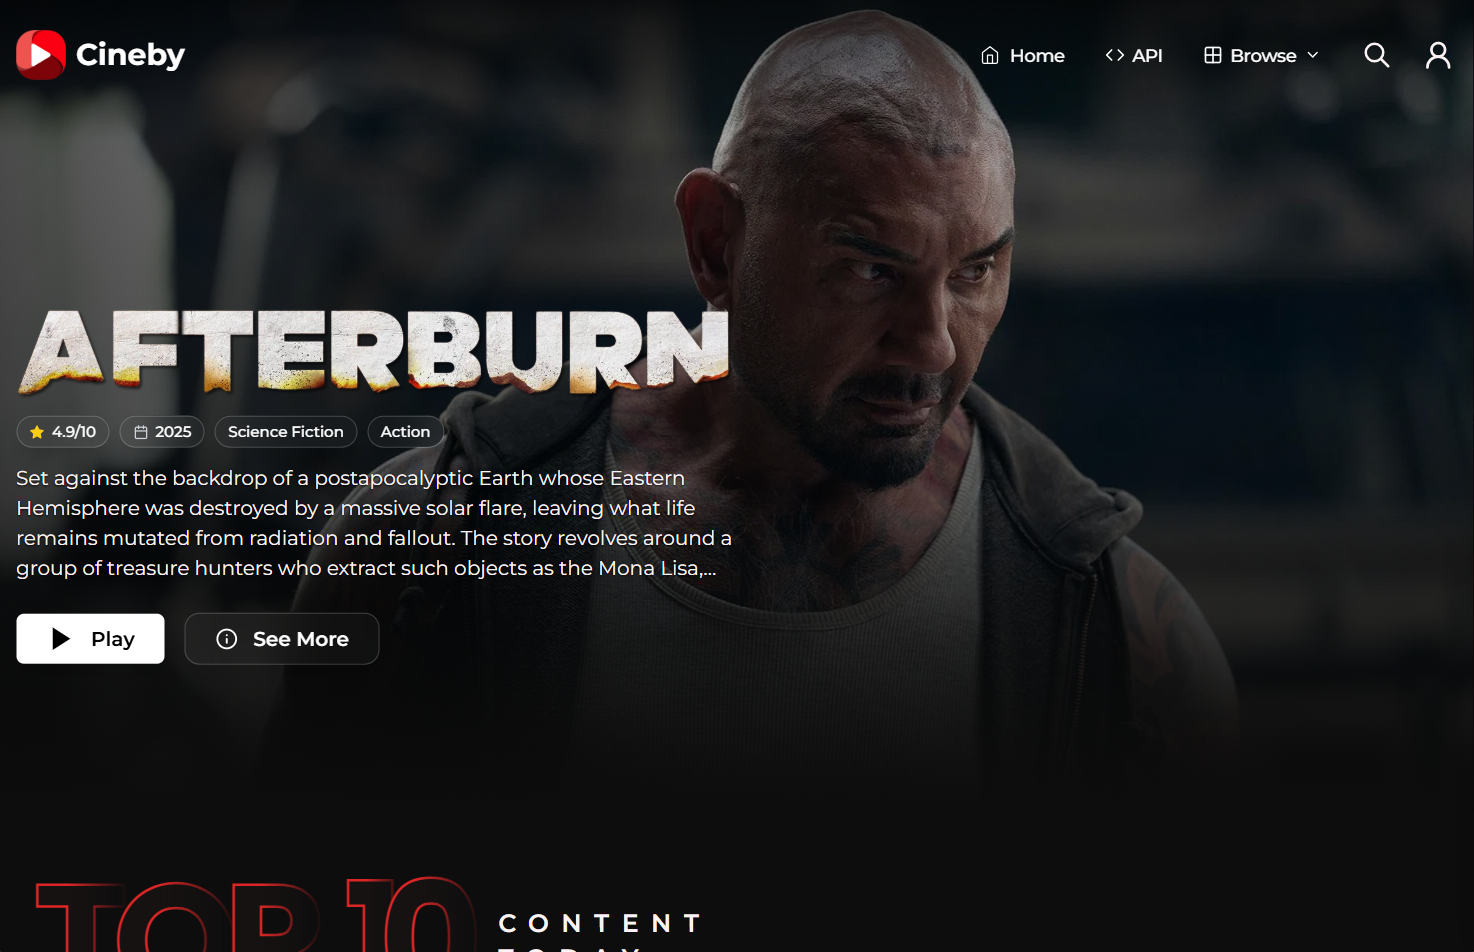 Cineby
Home
API
Browse
AFTERBURN
4.9/10
2025
Science Fiction
Action
Set against the backdrop of a postapocalyptic Earth whose Eastern
Hemisphere was destroyed by a massive solar flare, leaving what life
remains mutated from radiation and fallout. The story revolves around a
group of treasure hunters who extract such objects as the Mona Lisa,...
Play
See More
TOP 10
CONTENT
TODAY